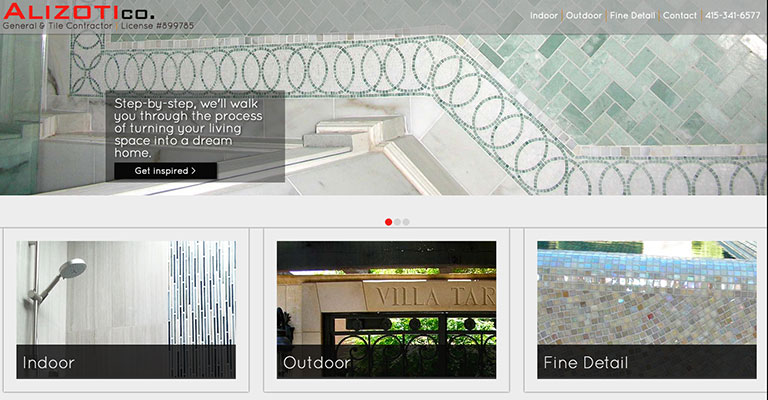 ALIZOTI CO.
General & Tile Contractor | License #899785
Indoor | Outdoor | Fine Detail | Contact | 415-341-6577
Step-by-step, we'll walk
you through the process
of turning your living
space into a dream
home.
Get inspired >
VILLA TAR
Indoor
Outdoor
Fine Detail